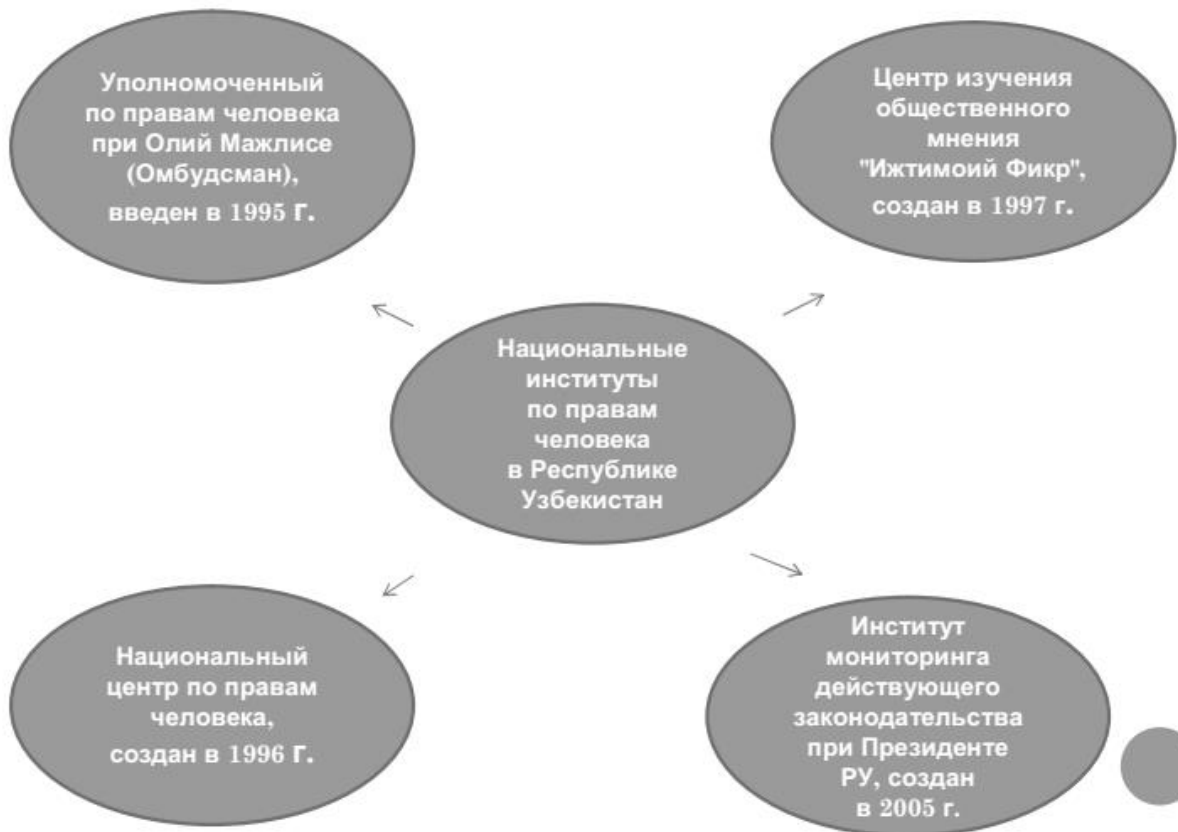 Уполномоченный
по правам человека
при Олий Мажлисе
(Омбудсман),
введен в 1995 г.
Центр изучения
общественного
мнения
"Ижтимоий Фикр",
создан в 1997 г.
Национальные
институты
по правам
человека
в Республике
Узбекистан
Национальный
центр по правам
человека,
создан в 1996 г.
Институт
мониторинга
действующего
законодательства
при Президенте
РУ, создан
в 2005 г.